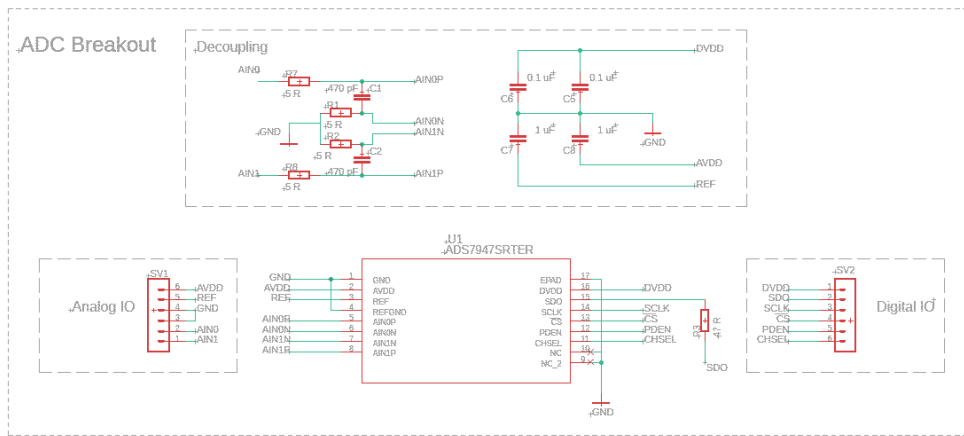 ADC Breakout
Decoupling
AIN0
R7
5 R
470 pF
C1
AIN0P
R1
5 R
AIN0N
GND
R2
5 R
AIN1N
C2
470 pF
AIN1
R8
5 R
AIN1P
0.1 uF
0.1 uF
DVDD
C6
C5
1 uF
1 uF
GND
C7
C8
AVDD
REF
U1
ADS7947SRTER
Analog IO
SV1
6 AVDD
5 REF
4 GND
3
2 AIN0
1 AIN1
GND 1 GND
AVDD 2 AVDD
REF 3 REF
4 REFGND
AIN0P 5 AIN0P
AIN0N 6 AIN0N
AIN1N 7 AIN1N
AIN1P 8 AIN1P
EPAD 17
DVDD 16 DVDD
SDO 15
SCLK 14 SCLK
CS 13 CS
PDEN 12 PDEN
CHSEL 11 CHSEL
NC 10
NC_2 9
GND
R3
47 R
SDO
SV2
DVDD 1
SDO 2
SCLK 3
CS 4
PDEN 5
CHSEL 6
Digital IO